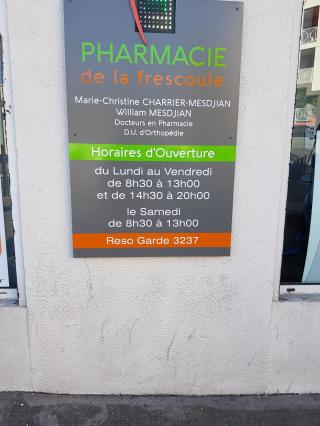 PHARMACIE
de la frescoule
Marie-Christine CHARRIER-MESDJIAN
William MESDJIAN
Docteurs en Pharmacie
D.U. d'Orthopédie
Horaires d'Ouverture
du Lundi au Vendredi
de 8h30 à 13h00
et de 14h30 à 20h00
le Samedi
de 8h30 à 13h00
Reso Garde 3237